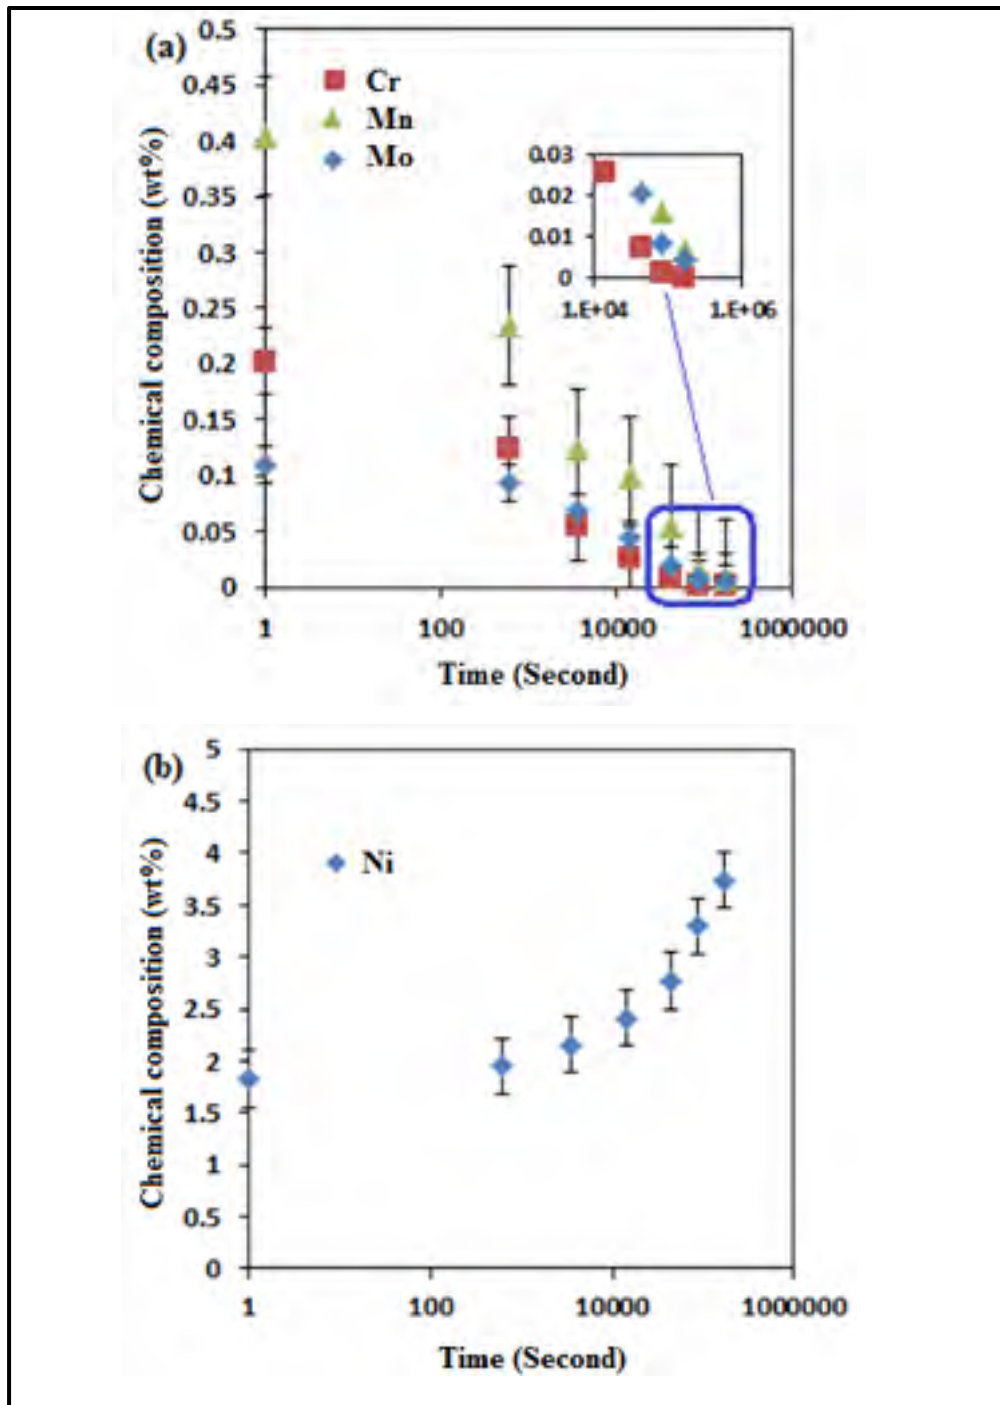 (a)
Chemical composition (wt%)
0.5
0.45
0.4
0.35
0.3
0.25
0.2
0.15
0.1
0.05
0
Cr
Mn
Mo
0.03
0.02
0.01
0
1.E+04 1.E+06
1 100 10000 1000000
Time (Second)
(b)
Chemical composition (wt%)
5
4.5
4
3.5
3
2.5
2
1.5
1
0.5
0
Ni
1 100 10000 1000000
Time (Second)